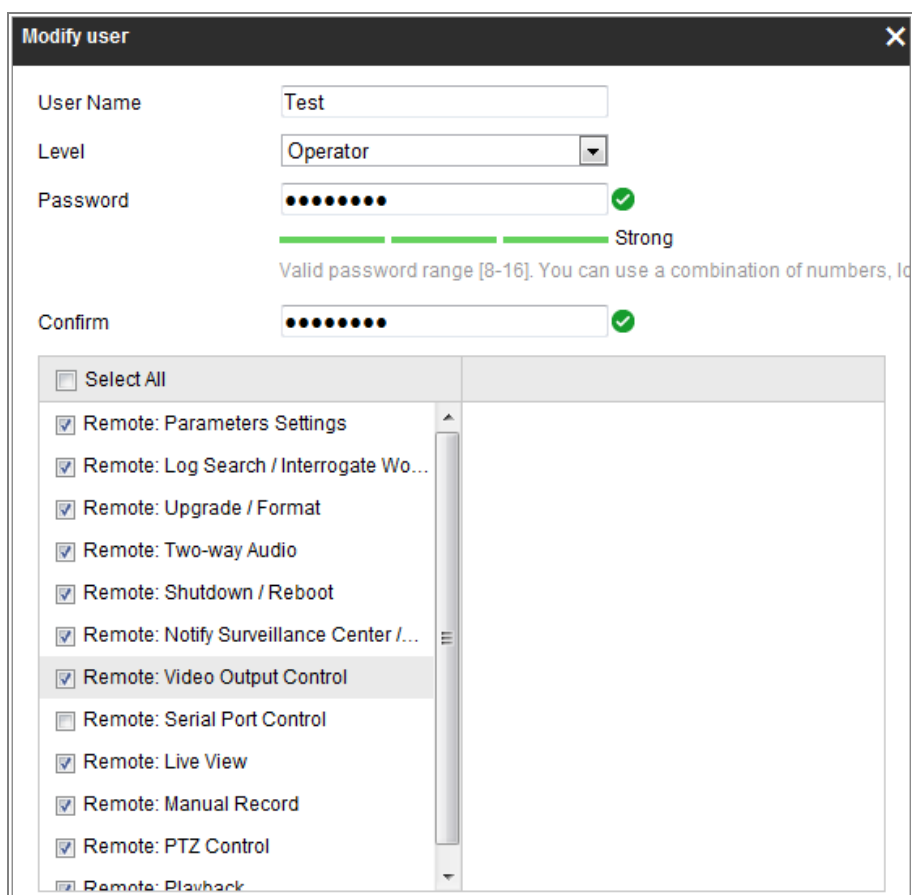 Modify user
User Name Test
Level Operator
Password ●●●●●●●●
Strong
Valid password range [8-16]. You can use a combination of numbers,
Confirm ●●●●●●●●
Select All
Remote: Parameters Settings
Remote: Log Search / Interrogate Wo...
Remote: Upgrade / Format
Remote: Two-way Audio
Remote: Shutdown / Reboot
Remote: Notify Surveillance Center /...
Remote: Video Output Control
Remote: Serial Port Control
Remote: Live View
Remote: Manual Record
Remote: PTZ Control
Remote: Playback